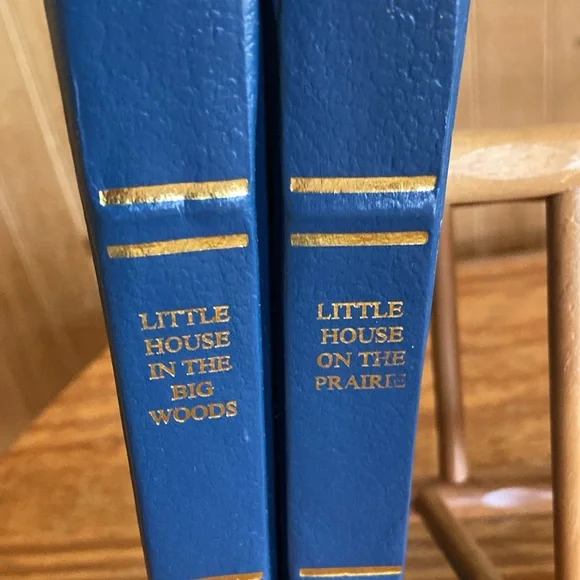 LITTLE
HOUSE
IN THE
BIG
WOODS
LITTLE
HOUSE
ON THE
PRAIRIE